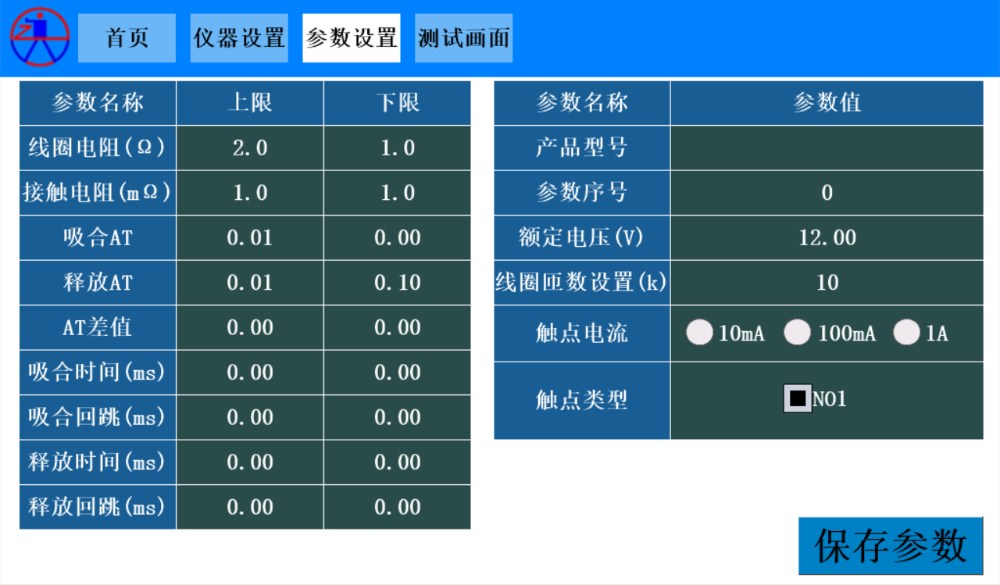 首页 仪器设置 参数设置 测试画面
参数名称 上限 下限
线圈电阻(Ω) 2.0 1.0
接触电阻(mΩ) 1.0 1.0
吸合AT 0.01 0.00
释放AT 0.01 0.10
AT差值 0.00 0.00
吸合时间(ms) 0.00 0.00
吸合回跳(ms) 0.00 0.00
释放时间(ms) 0.00 0.00
释放回跳(ms) 0.00 0.00
参数名称 参数值
产品型号
参数序号 0
额定电压(V) 12.00
线圈匝数设置(k) 10
触点电流 10mA 100mA 1A
触点类型 NO1
保存参数